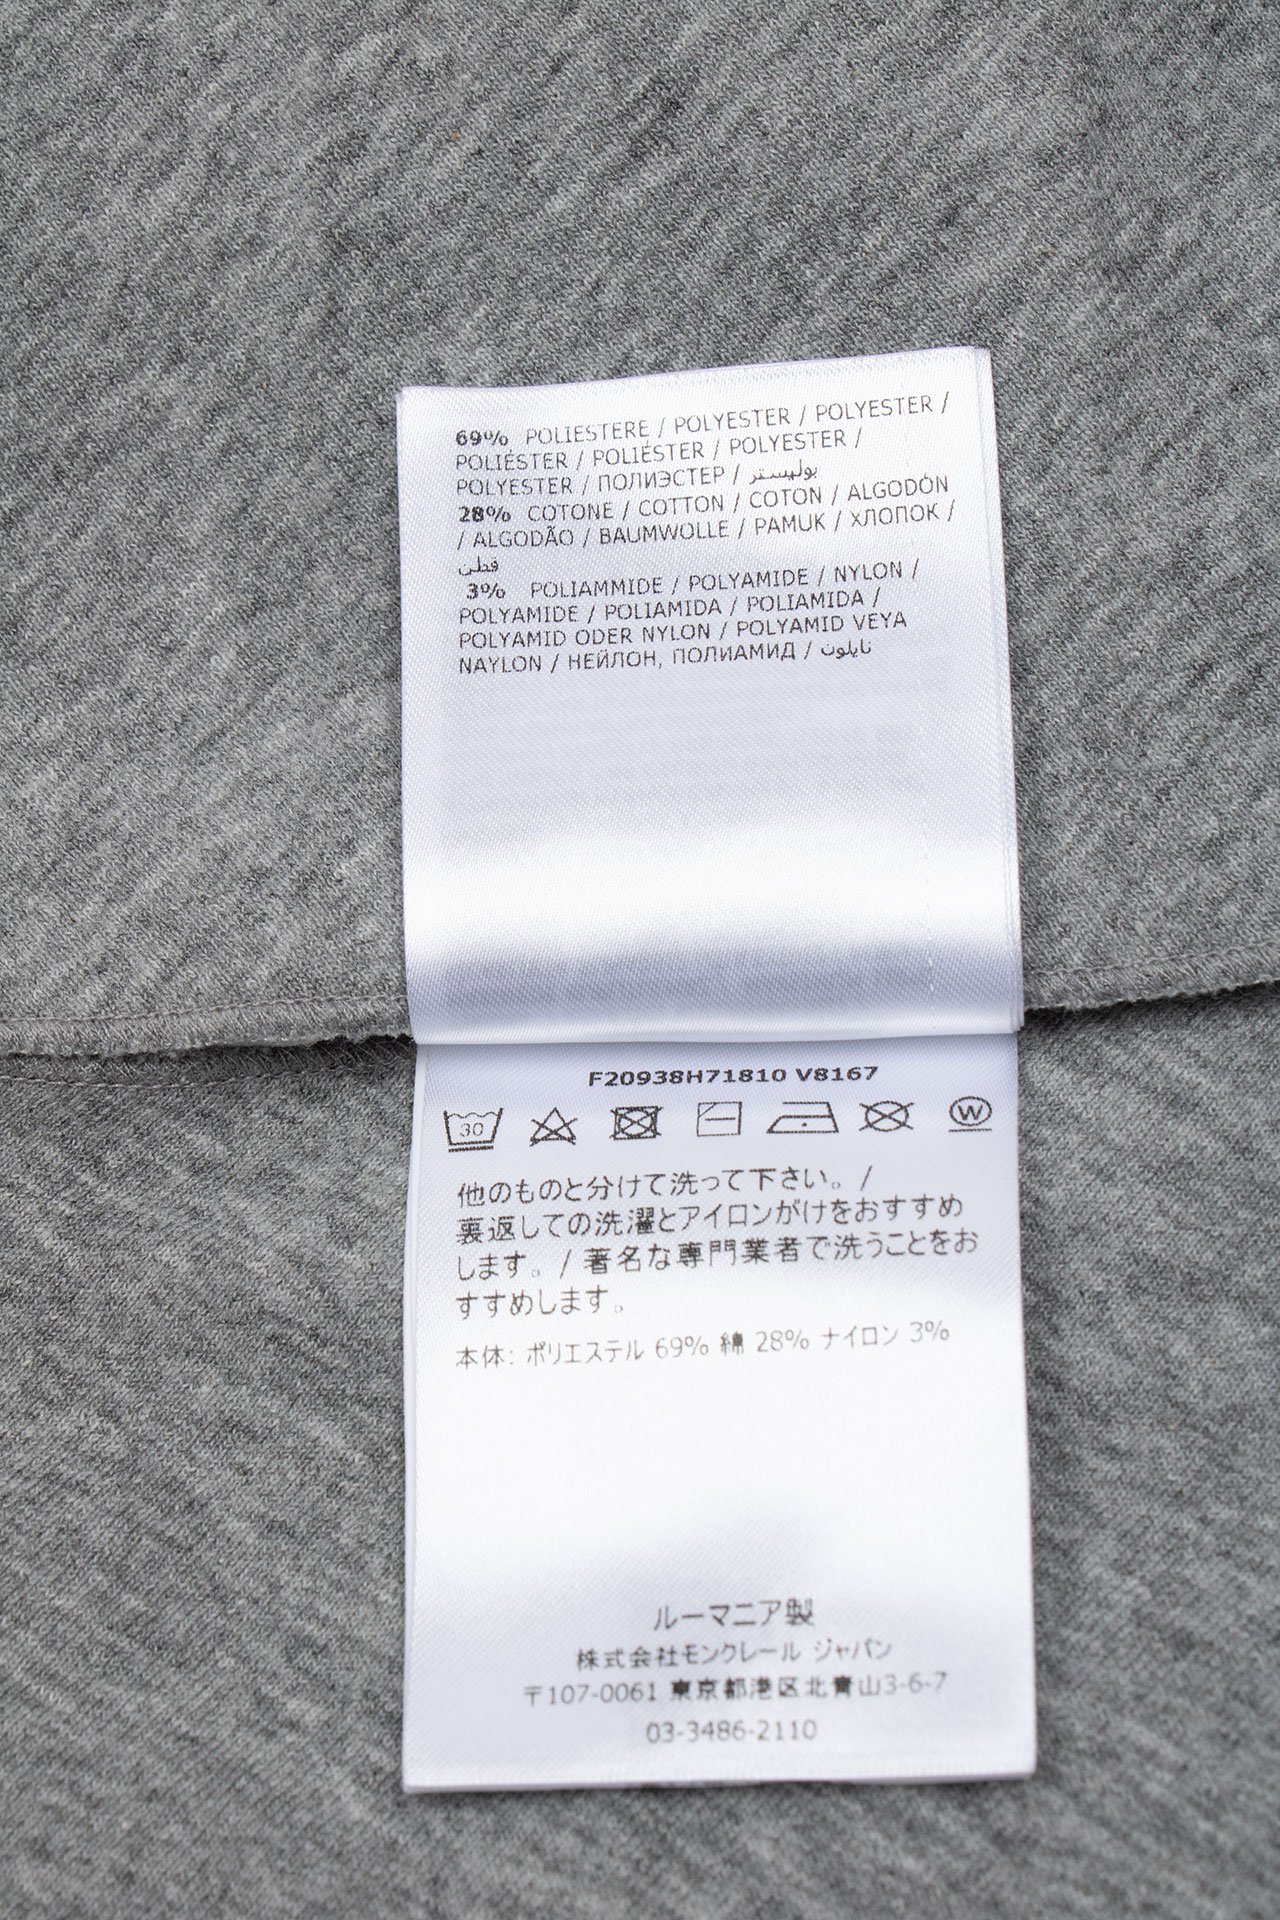 69% POLIESTERE / POLYESTER / POLYESTER /
POLIÉSTER / POLIÉSTER / POLYESTER /
POLYESTER / ПОЛИЭСТЕР / بوليستر
28% COTONE / COTTON / COTON / ALGODÓN
/ ALGODÃO / BAUMWOLLE / PAMUK / ХЛОПОК /
قطن
3% POLIAMMIDE / POLYAMIDE / NYLON /
POLYAMIDE / POLIAMIDA / POLIAMIDA /
POLYAMID ODER NYLON / POLYAMID VEYA
NAYLON / НЕЙЛОН, ПОЛИАМИД / نايلون
F20938H71810 V8167
30 W
他のものと分けて洗って下さい。/
裏返しての洗濯とアイロンがけをおすすめ
します。/ 著名な専門業者で洗うことをお
すすめします。
本体: ポリエステル 69% 綿 28% ナイロン 3%
ルーマニア製
株式会社モンクレール ジャパン
〒107-0061 東京都港区北青山3-6-7
03-3486-2110